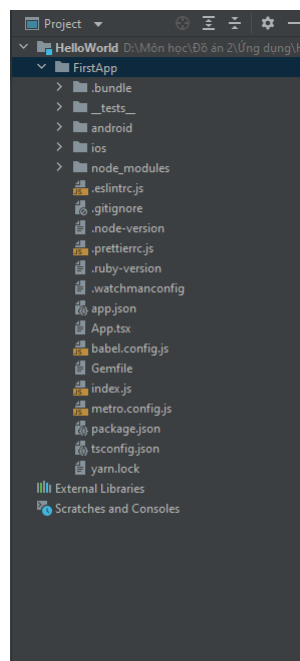 Project
HelloWorld D:\Môn học\Đồ án 2\Ứng dụng\
FirstApp
.bundle
__tests__
android
ios
node_modules
.eslintrc.js
.gitignore
.node-version
.prettierrc.js
.ruby-version
.watchmanconfig
app.json
App.tsx
babel.config.js
Gemfile
index.js
metro.config.js
package.json
tsconfig.json
yarn.lock
External Libraries
Scratches and Consoles